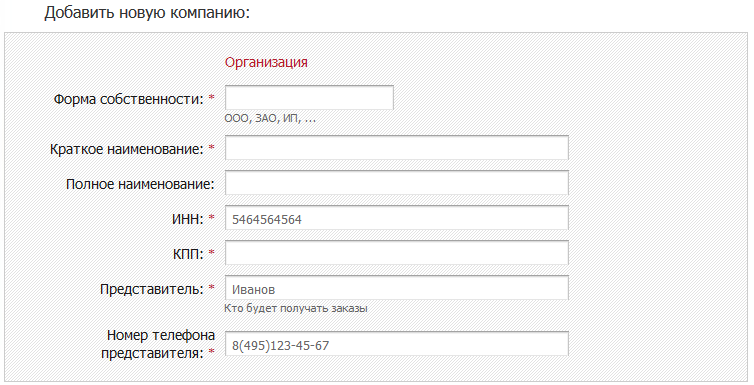 Добавить новую компанию:
Организация
Форма собственности: *
ООО, ЗАО, ИП, ...
Краткое наименование: *
Полное наименование:
ИНН: * 5464564564
КПП: *
Представитель: * Иванов
Кто будет получать заказы
Номер телефона
представителя: * 8(495)123-45-67